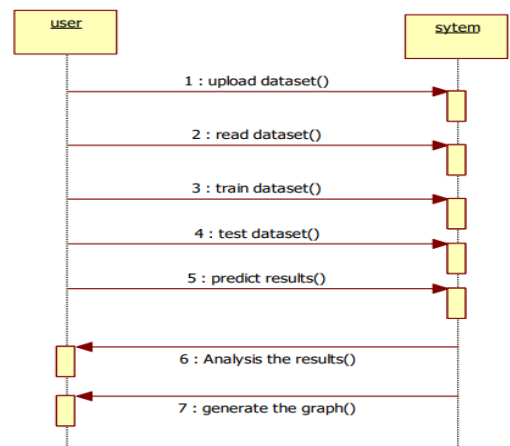 user
sytem
1 : upload dataset()
2 : read dataset()
3 : train dataset()
4 : test dataset()
5 : predict results()
6 : Analysis the results()
7 : generate the graph()